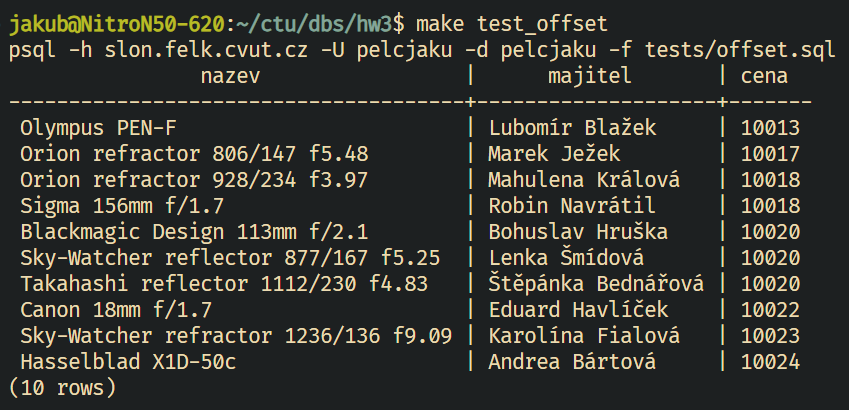 jakub@NitroN50-620:~/ctu/dbs/hw3$ make test_offset
psql -h slon.felk.cvut.cz -U pelcjaku -d pelcjaku -f tests/offset.sql
nazev | majitel | cena
--------------------------------------+--------------------+-------
Olympus PEN-F | Lubomír Blažek | 10013
Orion refractor 806/147 f5.48 | Marek Ježek | 10017
Orion refractor 928/234 f3.97 | Mahulena Králová | 10018
Sigma 156mm f/1.7 | Robin Navrátil | 10018
Blackmagic Design 113mm f/2.1 | Bohuslav Hruška | 10020
Sky-Watcher reflector 877/167 f5.25 | Lenka Šmídová | 10020
Takahashi reflector 1112/230 f4.83 | Štěpánka Bednářová | 10020
Canon 18mm f/1.7 | Eduard Havlíček | 10022
Sky-Watcher refractor 1236/136 f9.09 | Karolína Fialová | 10023
Hasselblad X1D-50c | Andrea Bártová | 10024
(10 rows)